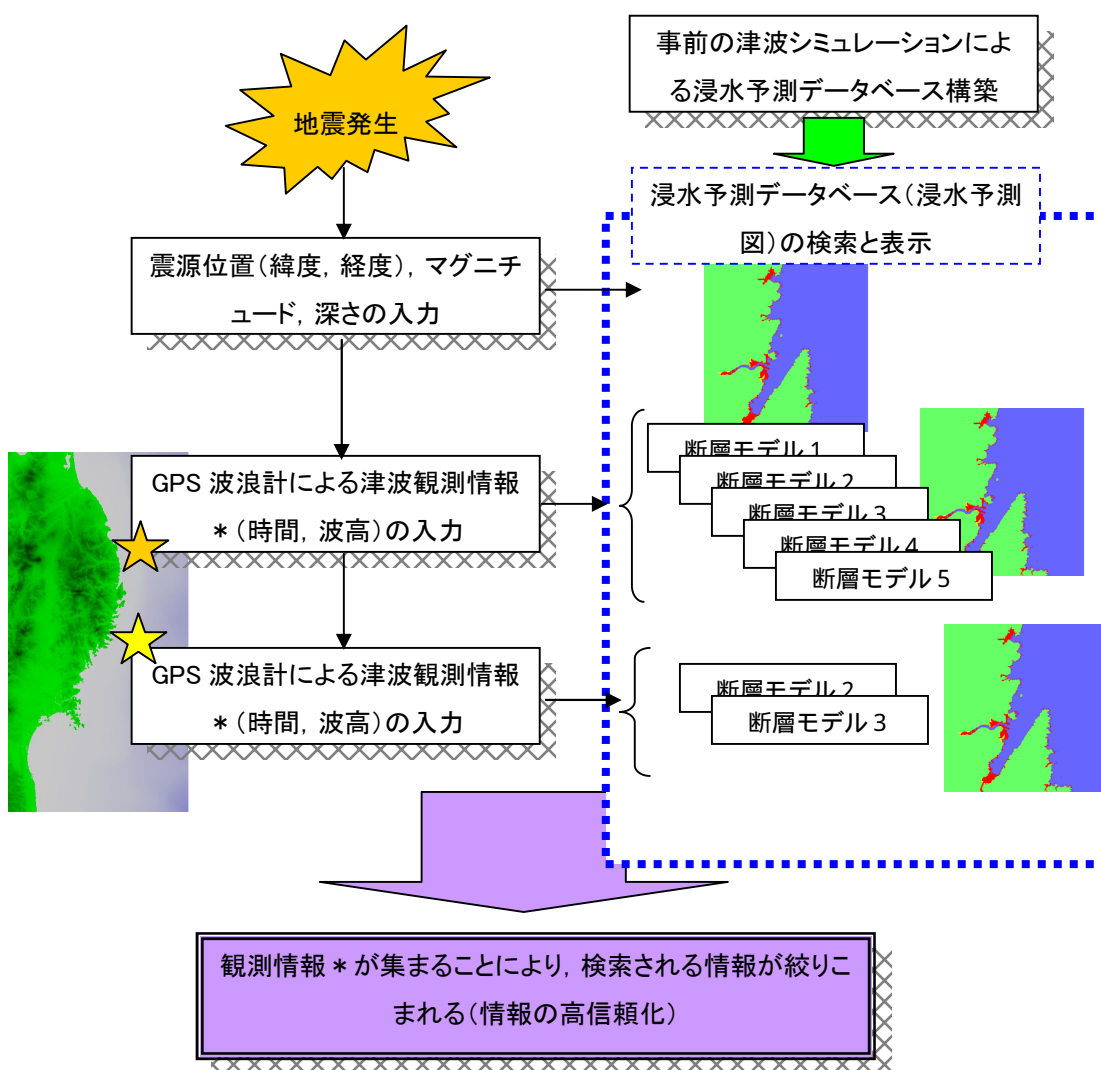 地震発生
事前の津波シミュレーションによ
る浸水予測データベース構築
浸水予測データベース(浸水予測
図)の検索と表示
震源位置(緯度, 経度), マグニチ
ュード, 深さの入力
GPS 波浪計による津波観測情報
*(時間, 波高)の入力
断層モデル 1
断層モデル 2
断層モデル 3
断層モデル 4
断層モデル 5
GPS 波浪計による津波観測情報
*(時間, 波高)の入力
断層モデル 2
断層モデル 3
観測情報 * が集まることにより, 検索される情報が絞りこ
まれる(情報の高信頼化)